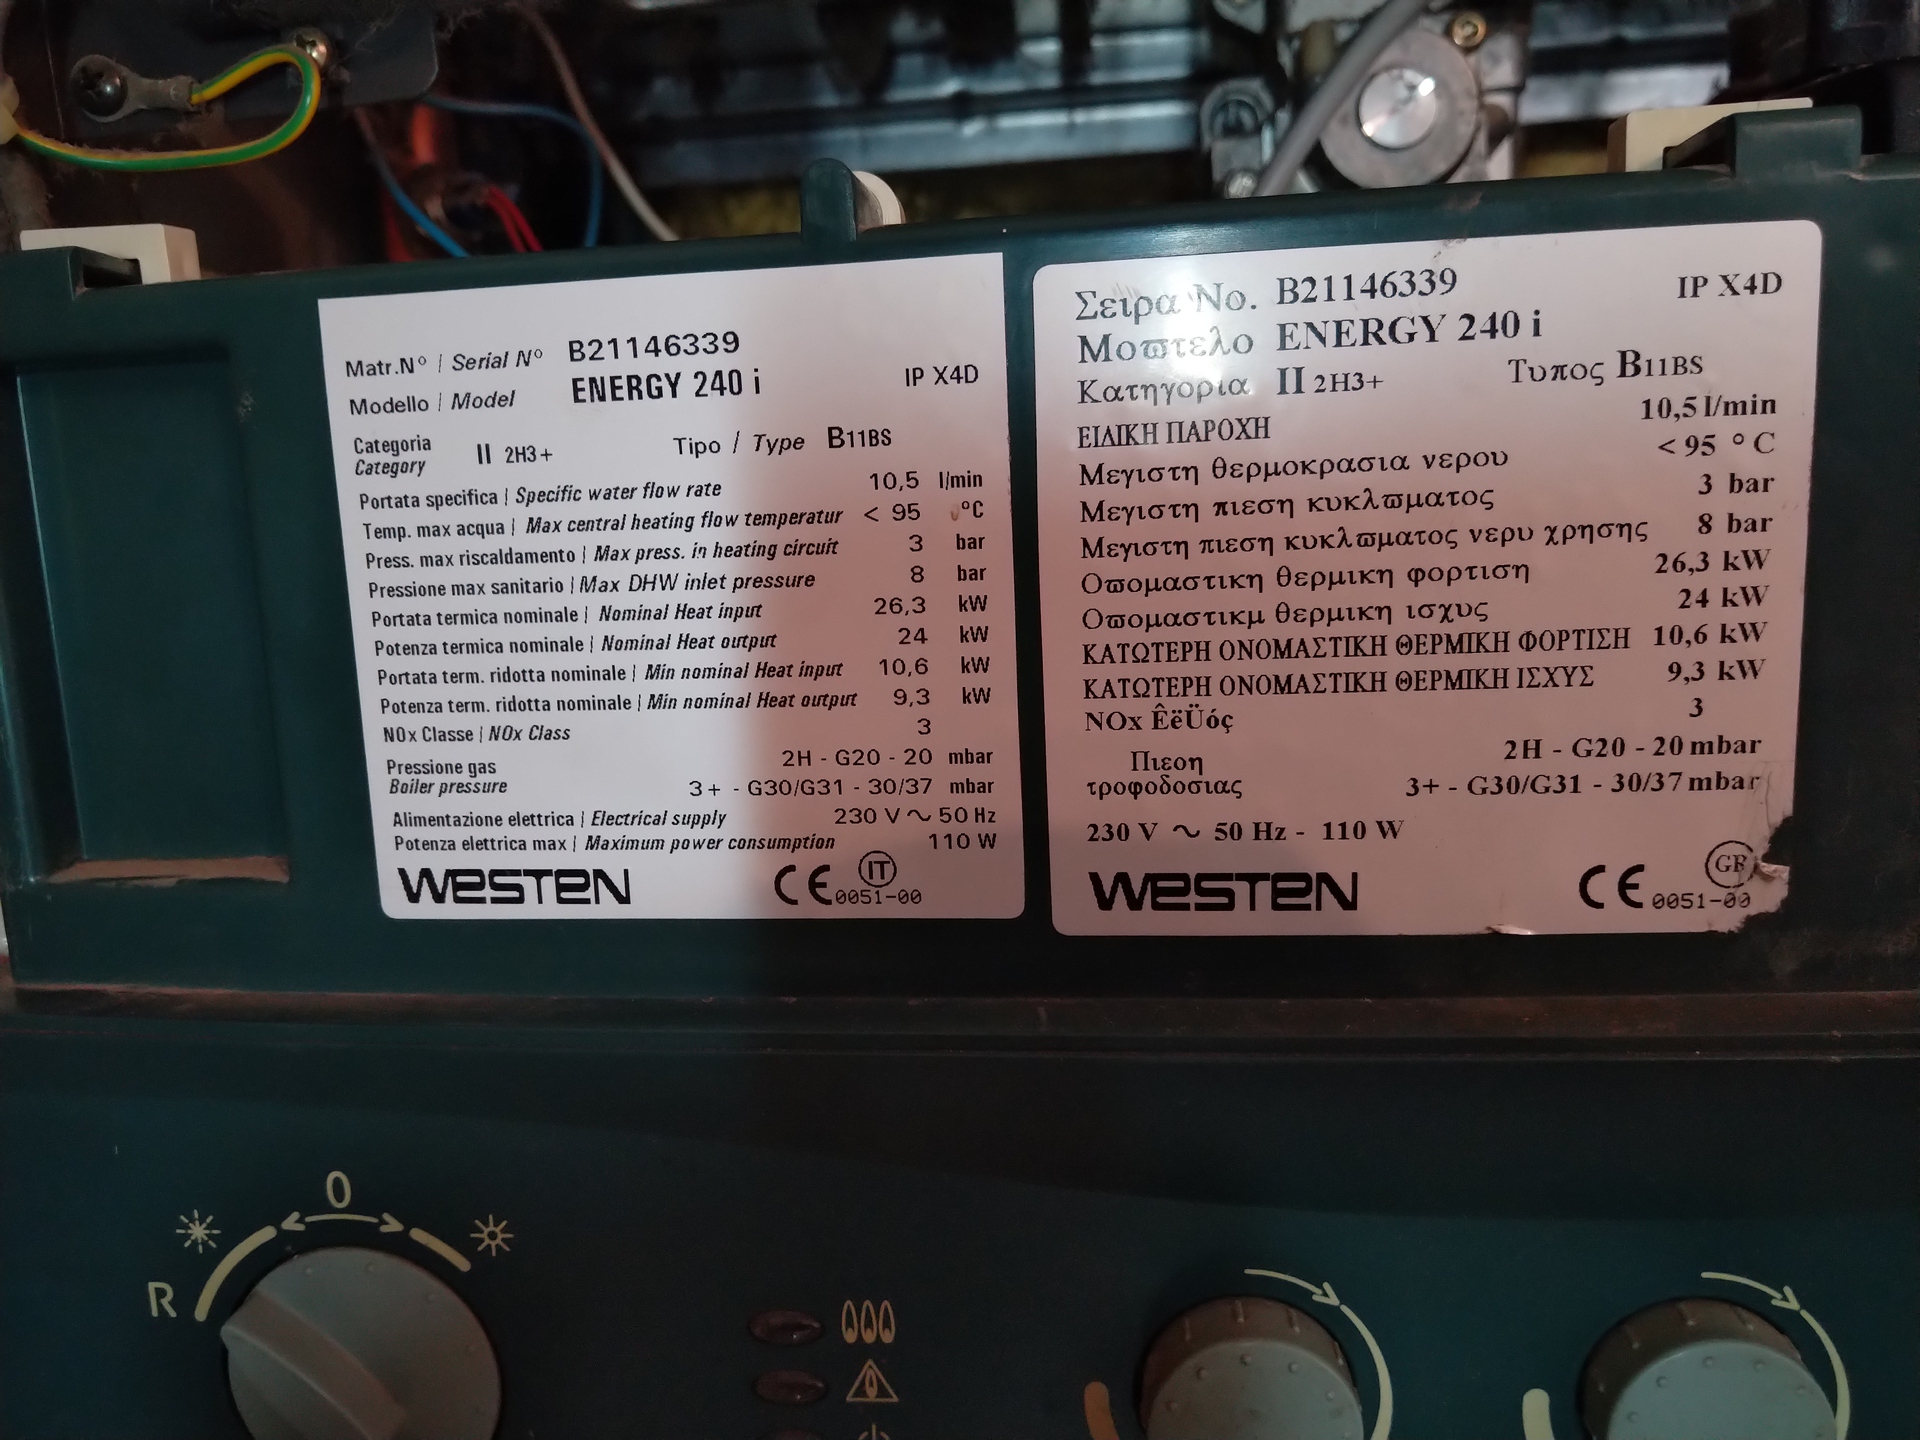 Matr.N° | Serial N° B21146339
Modello | Model ENERGY 240 i IP X4D
Categoria
Category II 2H3+ Tipo / Type B11BS
Portata specifica | Specific water flow rate 10,5 l/min
Temp. max acqua | Max central heating flow temperatur < 95 °C
Press. max riscaldamento | Max press. in heating circuit 3 bar
Pressione max sanitario | Max DHW inlet pressure 8 bar
Portata termica nominale | Nominal Heat input 26,3 kW
Potenza termica nominale | Nominal Heat output 24 kW
Portata term. ridotta nominale | Min nominal Heat input 10,6 kW
Potenza term. ridotta nominale | Min nominal Heat output 9,3 kW
NOx Classe | NOx Class 3
Pressione gas 2H - G20 - 20 mbar
Boiler pressure 3+ - G30/G31 - 30/37 mbar
Alimentazione elettrica | Electrical supply 230 V ~ 50 Hz
Potenza elettrica max | Maximum power consumption 110 W
WESTEN CE 0051-00 IT
Σειρα Νο. B21146339 IP X4D
Μοϖτελο ENERGY 240 i
Κατηγορια II 2H3+ Τυπος B11BS
ΕΙΔΙΚΗ ΠΑΡΟΧΗ 10,5 l/min
Μεγιστη θερμοκρασια νερου < 95 °C
Μεγιστη πιεση κυκλϖματος 3 bar
Μεγιστη πιεση κυκλϖματος νερυ χρησης 8 bar
Οϖομαστικη θερμικη φορτιση 26,3 kW
Οϖομαστικμ θερμικη ισχυς 24 kW
ΚΑΤΩΤΕΡΗ ΟΝΟΜΑΣΤΙΚΗ ΘΕΡΜΙΚΗ ΦΟΡΤΙΣΗ 10,6 kW
ΚΑΤΩΤΕΡΗ ΟΝΟΜΑΣΤΙΚΗ ΘΕΡΜΙΚΗ ΙΣΧΥΣ 9,3 kW
NOx ÊëÜóç 3
Πιεοη 2H - G20 - 20 mbar
τροφοδοσιας 3+ - G30/G31 - 30/37 mbar
230 V ~ 50 Hz - 110 W
WESTEN CE 0051-00 GR
0
R